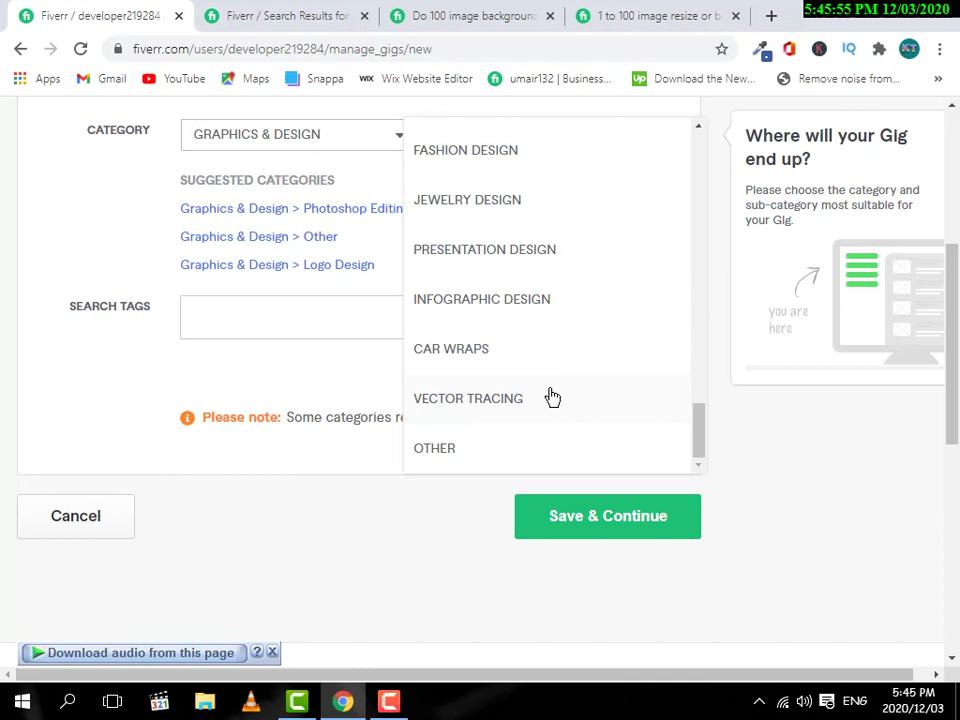 5:45:55 PM 12/03/2020
Fiverr / developer219284
Fiverr / Search Results for
Do 100 image backgroun
1 to 100 image resize or b
fiverr.com/users/developer219284/manage_gigs/new
KT
Apps
Gmail
YouTube
Maps
Snappa
WIX Wix Website Editor
umair132 | Business...
Up Download the New...
Remove noise from...
»
CATEGORY
GRAPHICS & DESIGN
SUGGESTED CATEGORIES
Graphics & Design > Photoshop Editin
Graphics & Design > Other
Graphics & Design > Logo Design
SEARCH TAGS
Please note: Some categories re
FASHION DESIGN
JEWELRY DESIGN
PRESENTATION DESIGN
INFOGRAPHIC DESIGN
CAR WRAPS
VECTOR TRACING
OTHER
Where will your Gig
end up?
Please choose the category and
sub-category most suitable for
your GIg.
you are
here
Cancel
Save & Continue
Download audio from this page
ENG
5:45 PM
2020/12/03